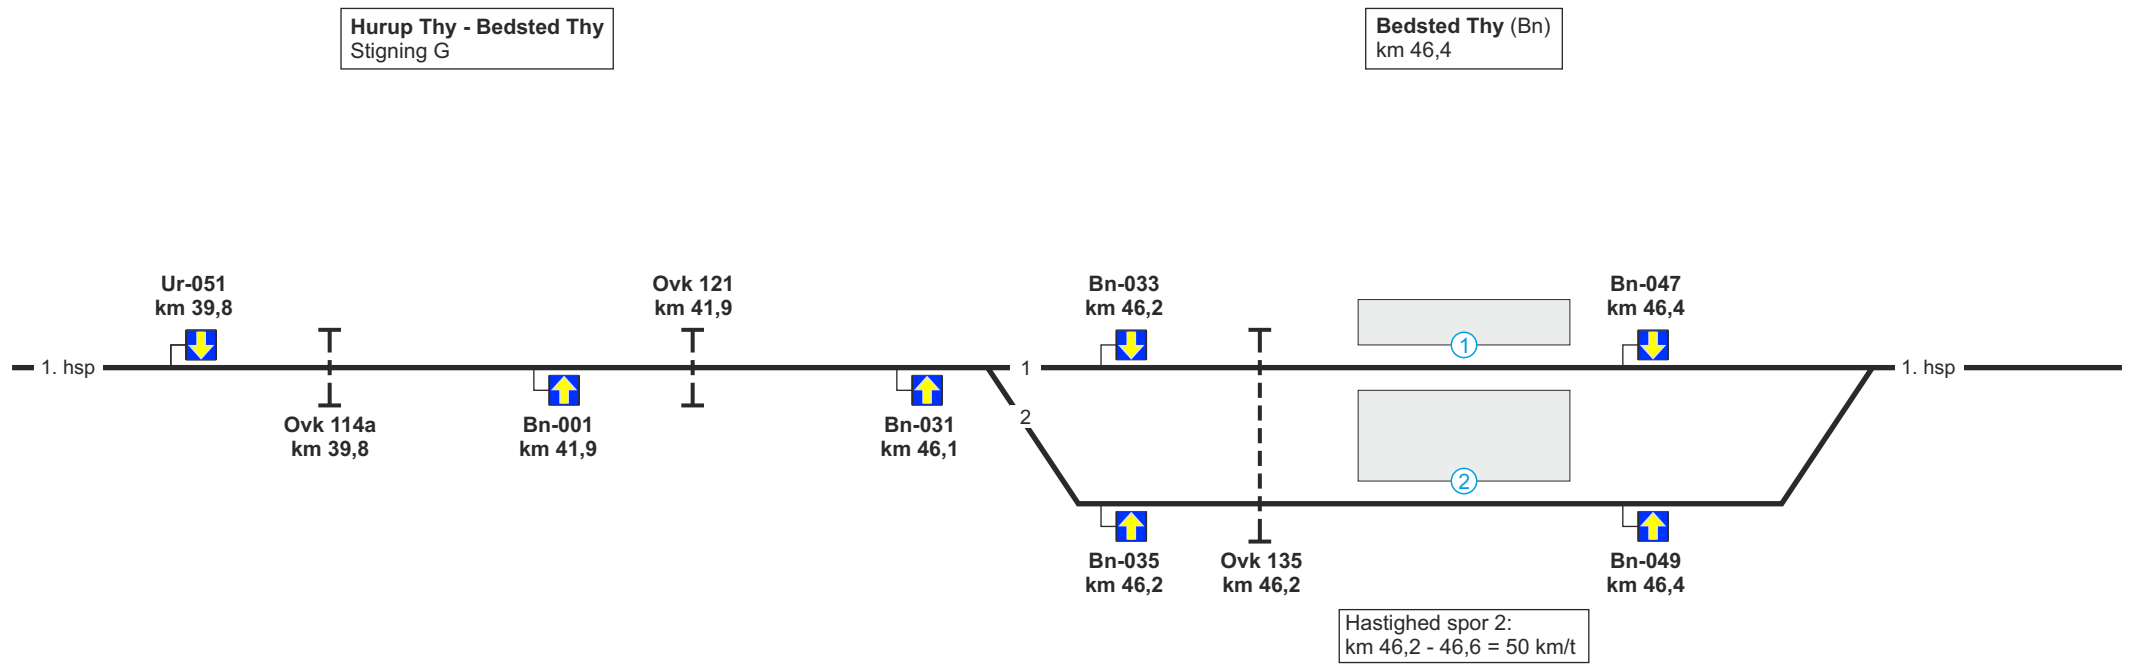 Hurup Thy - Bedsted Thy
Stigning G
Bedsted Thy (Bn)
km 46,4
Ur-051
km 39,8
Ovk 121
km 41,9
Bn-033
km 46,2
Bn-047
km 46,4
1
1. hsp
1
1. hsp
Ovk 114a
km 39,8
Bn-001
km 41,9
Bn-031
km 46,1
2
2
Bn-035
km 46,2
Ovk 135
km 46,2
Bn-049
km 46,4
Hastighed spor 2:
km 46,2 - 46,6 = 50 km/t